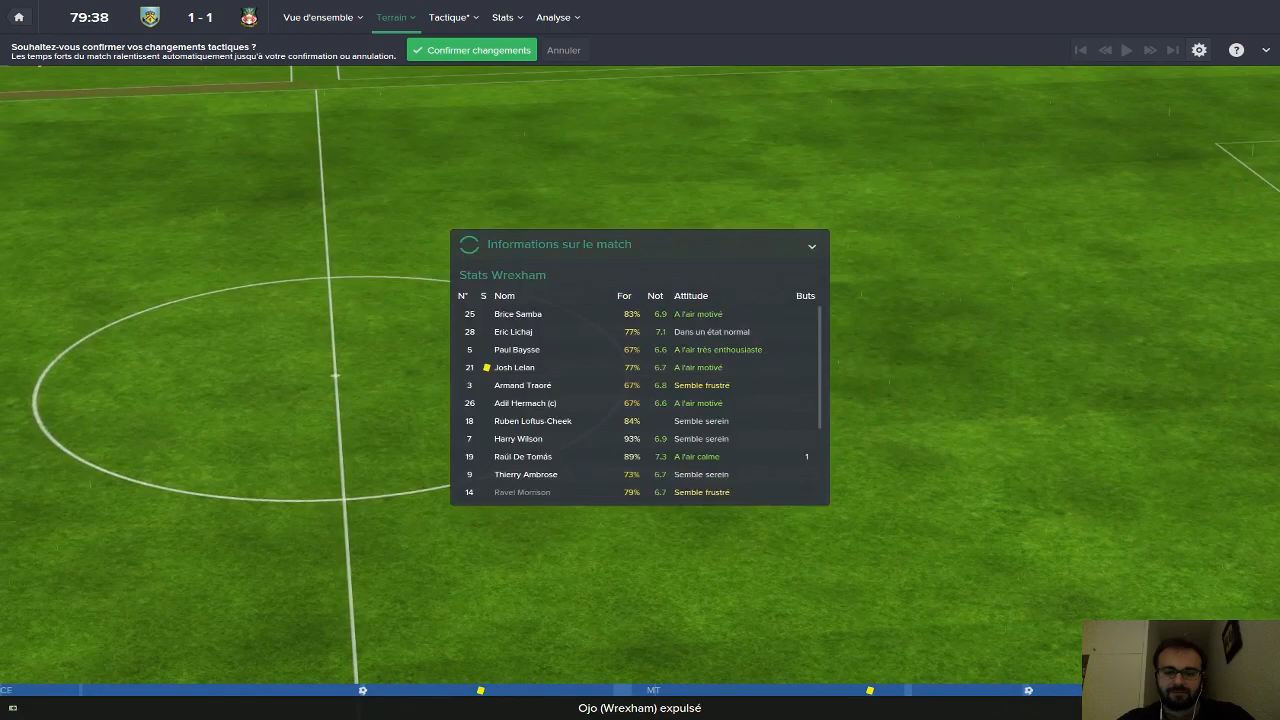 79:38 1 - 1 Vue d'ensemble Terrain Tactique* Stats Analyse
Souhaitez-vous confirmer vos changements tactiques ?
Les temps forts du match ralentissent automatiquement jusqu'à votre confirmation ou annulation.
Confirmer changements Annuler
?
Informations sur le match
Stats Wrexham
N° S Nom For Not Attitude Buts
25 Brice Samba 83% 6.9 A l'air motivé
28 Eric Lichaj 77% 7.1 Dans un état normal
5 Paul Baysse 67% 6.6 A l'air très enthousiaste
21 Josh Lelan 77% 6.7 A l'air motivé
3 Armand Traoré 67% 6.8 Semble frustré
26 Adil Hermach (c) 67% 6.6 A l'air motivé
18 Ruben Loftus-Cheek 84% Semble serein
7 Harry Wilson 93% 6.9 Semble serein
19 Raúl De Tomás 89% 7.3 A l'air calme 1
9 Thierry Ambrose 73% 6.7 Semble serein
14 Ravel Morrison 79% 6.7 Semble frustré
CE MT
Ojo (Wrexham) expulsé